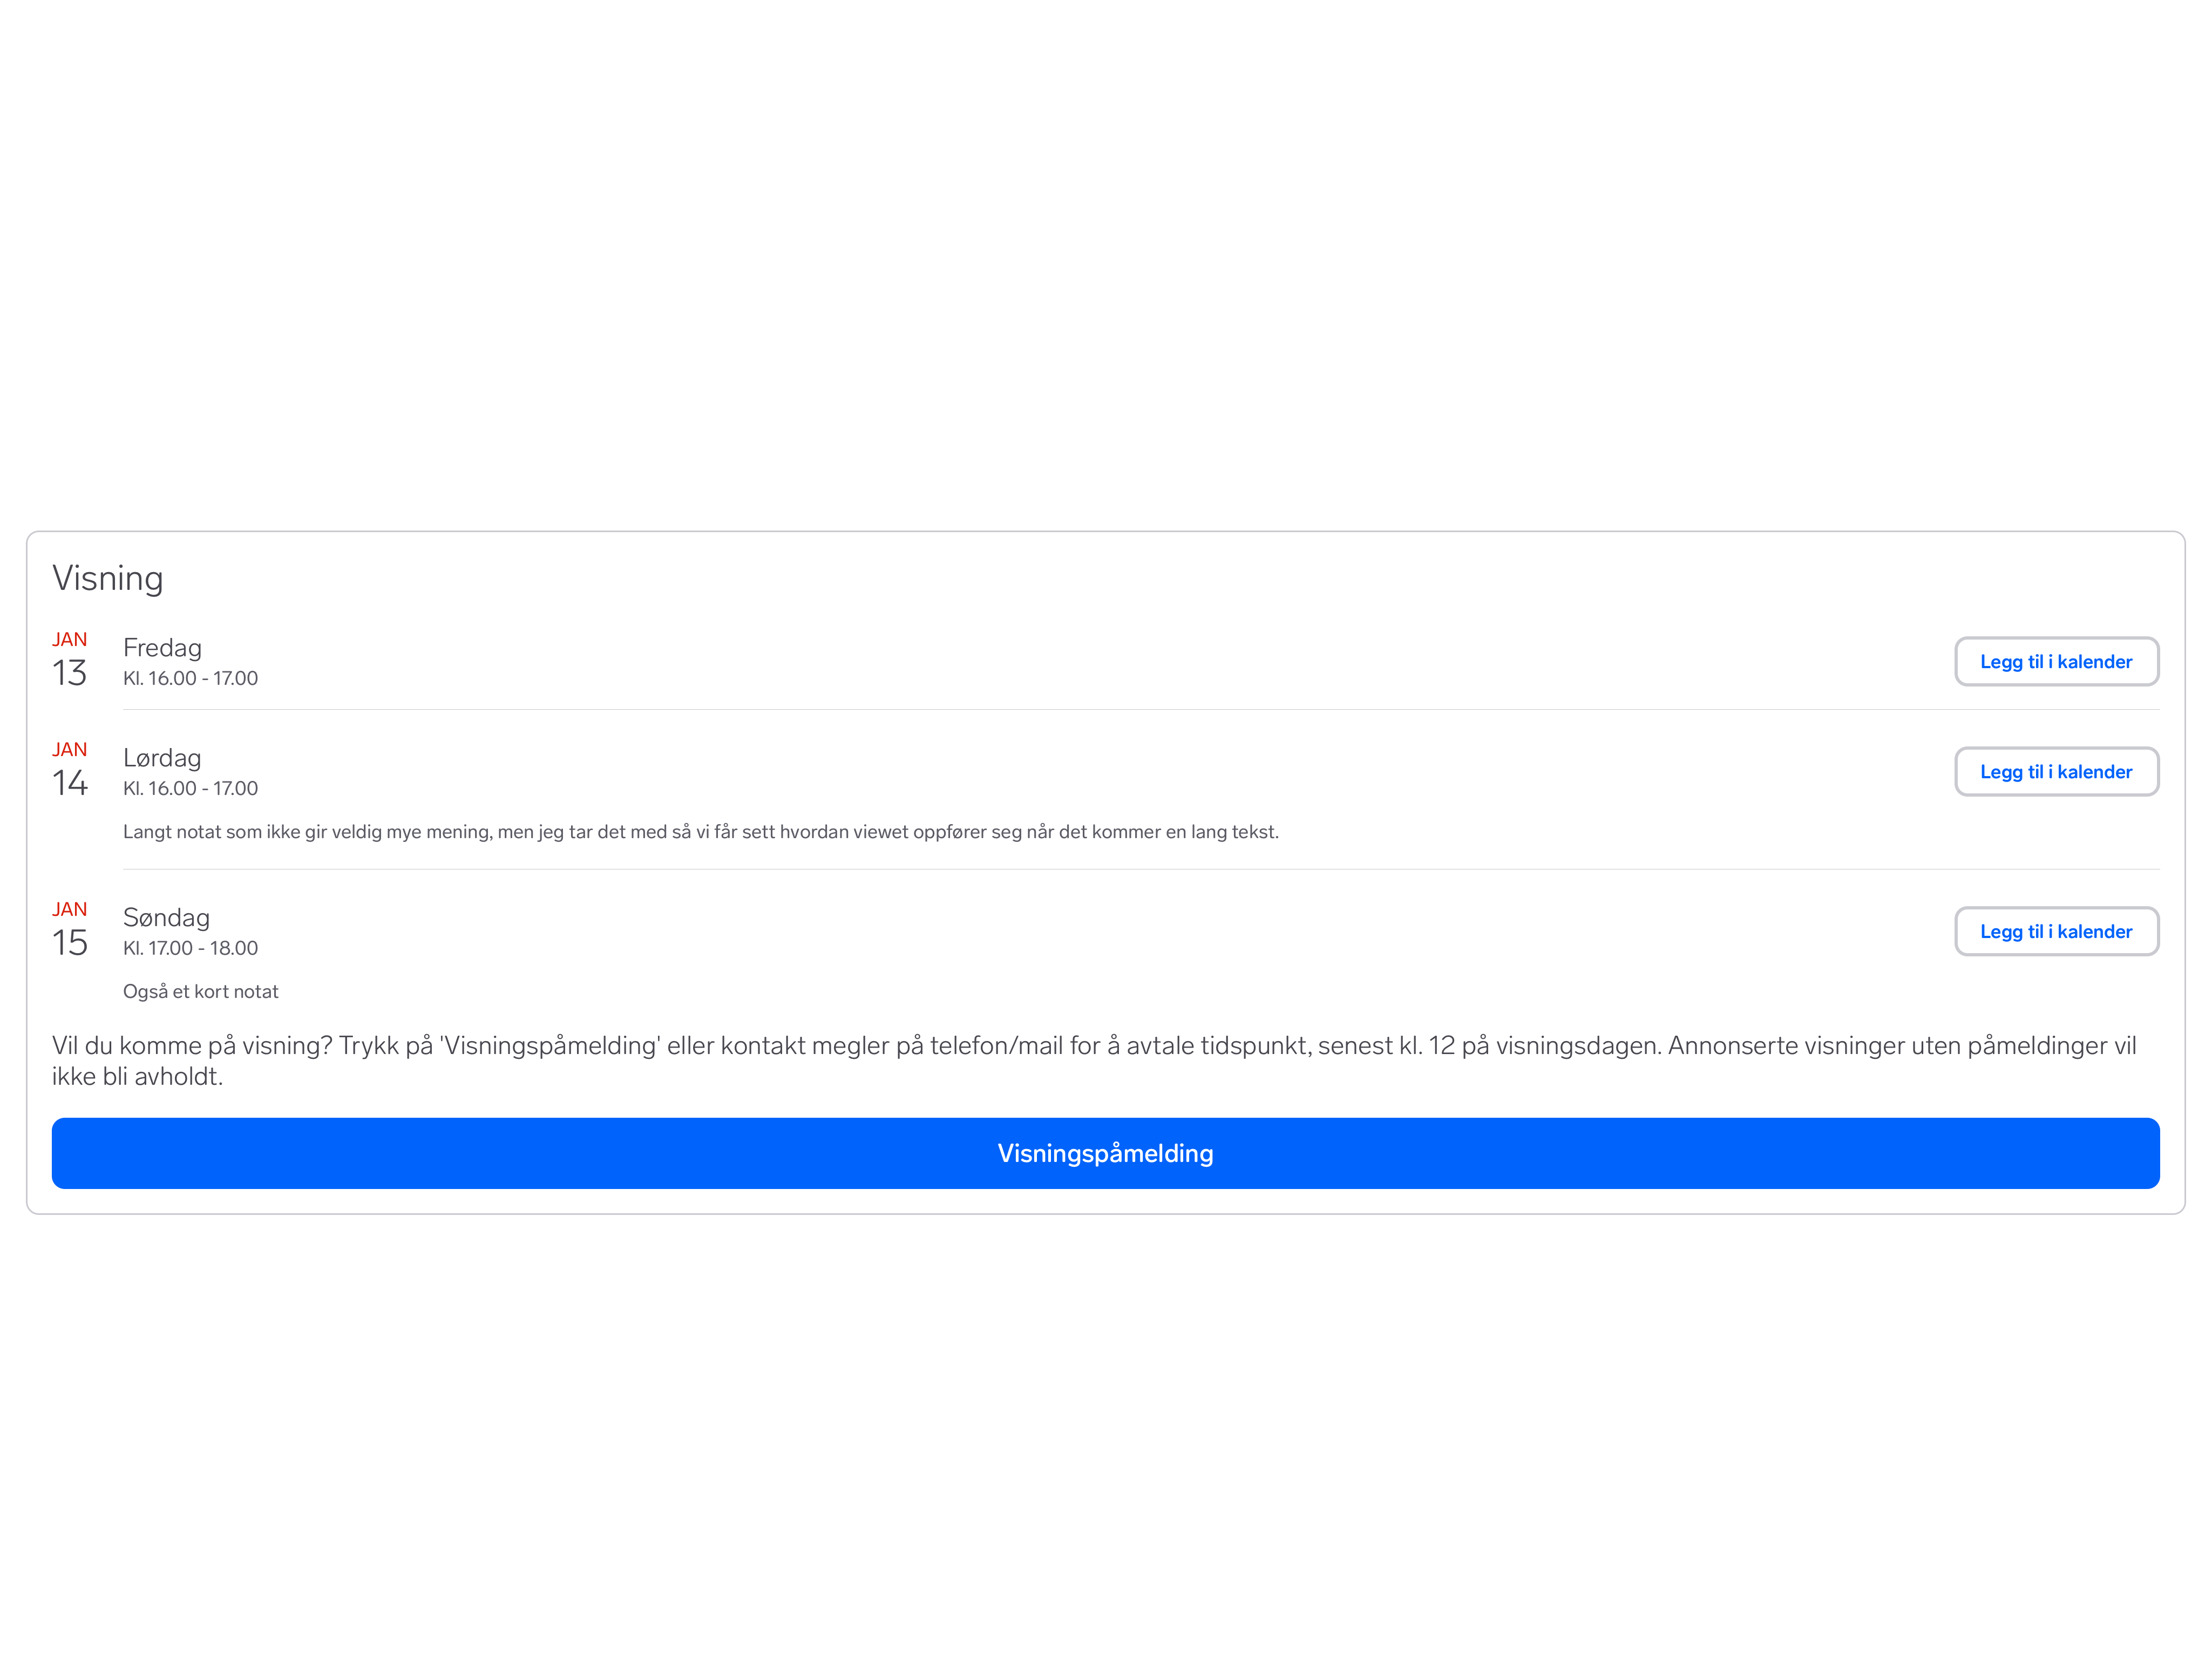 Visning
JAN
13
Fredag
Kl. 16.00 - 17.00
Legg til i kalender
JAN
14
Lørdag
Kl. 16.00 - 17.00
Legg til i kalender
Langt notat som ikke gir veldig mye mening, men jeg tar det med så vi får sett hvordan viewet oppfører seg når det kommer en lang tekst.
JAN
15
Søndag
Kl. 17.00 - 18.00
Legg til i kalender
Også et kort notat
Vil du komme på visning? Trykk på 'Visningspåmelding' eller kontakt megler på telefon/mail for å avtale tidspunkt, senest kl. 12 på visningsdagen. Annonserte visninger uten påmeldinger vil
ikke bli avholdt.
Visningspåmelding